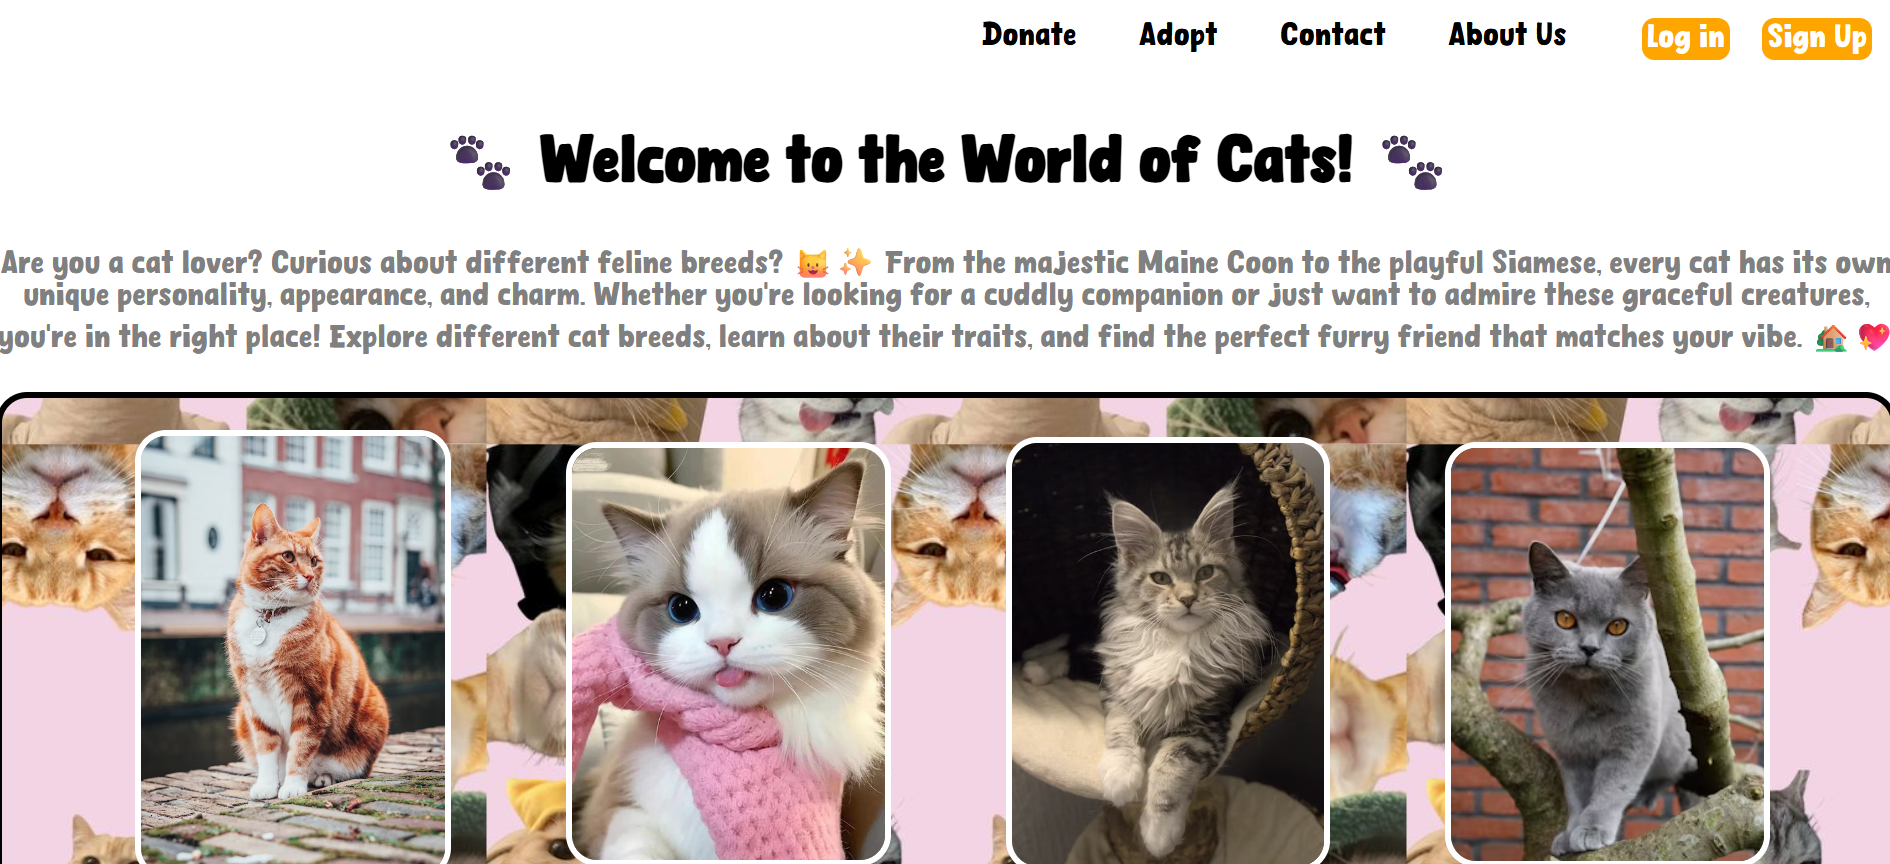 Donate Adopt Contact About Us Log in Sign Up
🐾 Welcome to the World of Cats! 🐾
Are you a cat lover? Curious about different feline breeds? 😺✨ From the majestic Maine Coon to the playful Siamese, every cat has its own
unique personality, appearance, and charm. Whether you're looking for a cuddly companion or just want to admire these graceful creatures,
you're in the right place! Explore different cat breeds, learn about their traits, and find the perfect furry friend that matches your vibe. 🏡💖